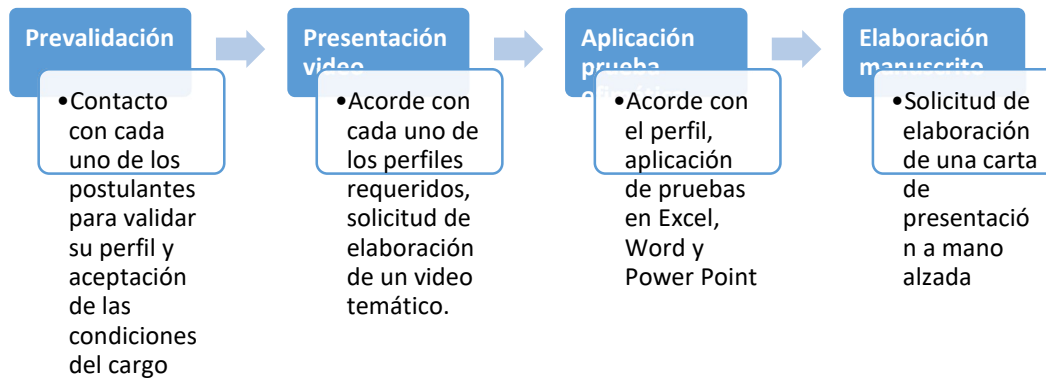 Prevalidación
•Contacto
con cada
uno de los
postulantes
para validar
su perfil y
aceptación
de las
condiciones
del cargo
Presentación
video
•Acorde con
cada uno de
los perfiles
requeridos,
solicitud de
elaboración
de un video
temático.
Aplicación
prueba
•Acorde con
el perfil,
aplicación
de pruebas
en Excel,
Word y
Power Point
Elaboración
manuscrito
•Solicitud de
elaboración
de una carta
de
presentació
n a mano
alzada